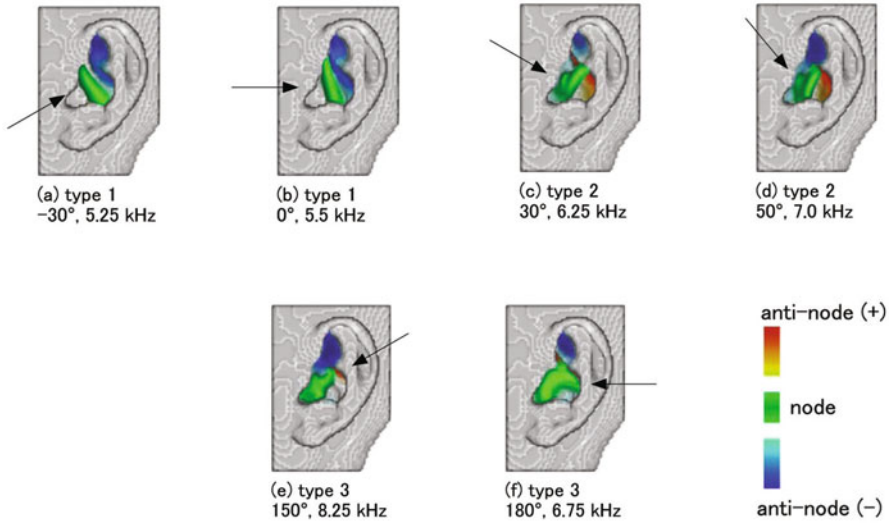 (a) type 1
−30°, 5.25 kHz
(b) type 1
0°, 5.5 kHz
(c) type 2
30°, 6.25 kHz
(d) type 2
50°, 7.0 kHz
(e) type 3
150°, 8.25 kHz
(f) type 3
180°, 6.75 kHz
anti-node (+)
node
anti-node (−)